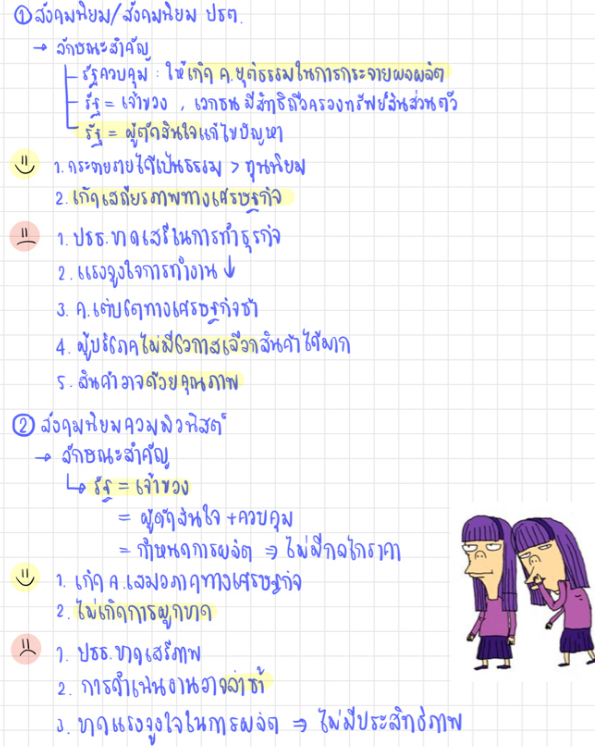 ① สังคมนิยม/สังคมนิยม ปธต.
→ ลักษณะสำคัญ
รัฐควบคุม : ให้เกิด ค.ยุติธรรมในการกระจายผลผลิต
รัฐ = เจ้าของ , เอกชน มีสิทธิถือครองทรัพย์สินส่วนตัว
รัฐ = ผู้ตัดสินใจแก้ไขปัญหา
1. กระจายรายได้เป็นธรรม > ทุนนิยม
2. เกิดเสถียรภาพทางเศรษฐกิจ
1. ปธธ. ขาดเสรีในการทำธุรกิจ
2. แรงจูงใจการทำงาน ↓
3. ค.เติบโตทางเศรษฐกิจช้า
4. ผู้บริโภคไม่มีโอกาสเลือกสินค้าได้มาก
5. สินค้าอาจด้อยคุณภาพ
② สังคมนิยมคอมมิวนิสต์
→ ลักษณะสำคัญ
↳ รัฐ = เจ้าของ
= ผู้ตัดสินใจ + ควบคุม
= กำหนดการผลิต ⇒ ไม่มีกลไกราคา
1. เกิด ค.เสมอภาคทางเศรษฐกิจ
2. ไม่เกิดการผูกขาด
1. ปชช. ขาดเสรีภาพ
2. การดำเนินงานอาจล่าช้า
3. ขาดแรงจูงใจในการผลิต ⇒ ไม่มีประสิทธิภาพ